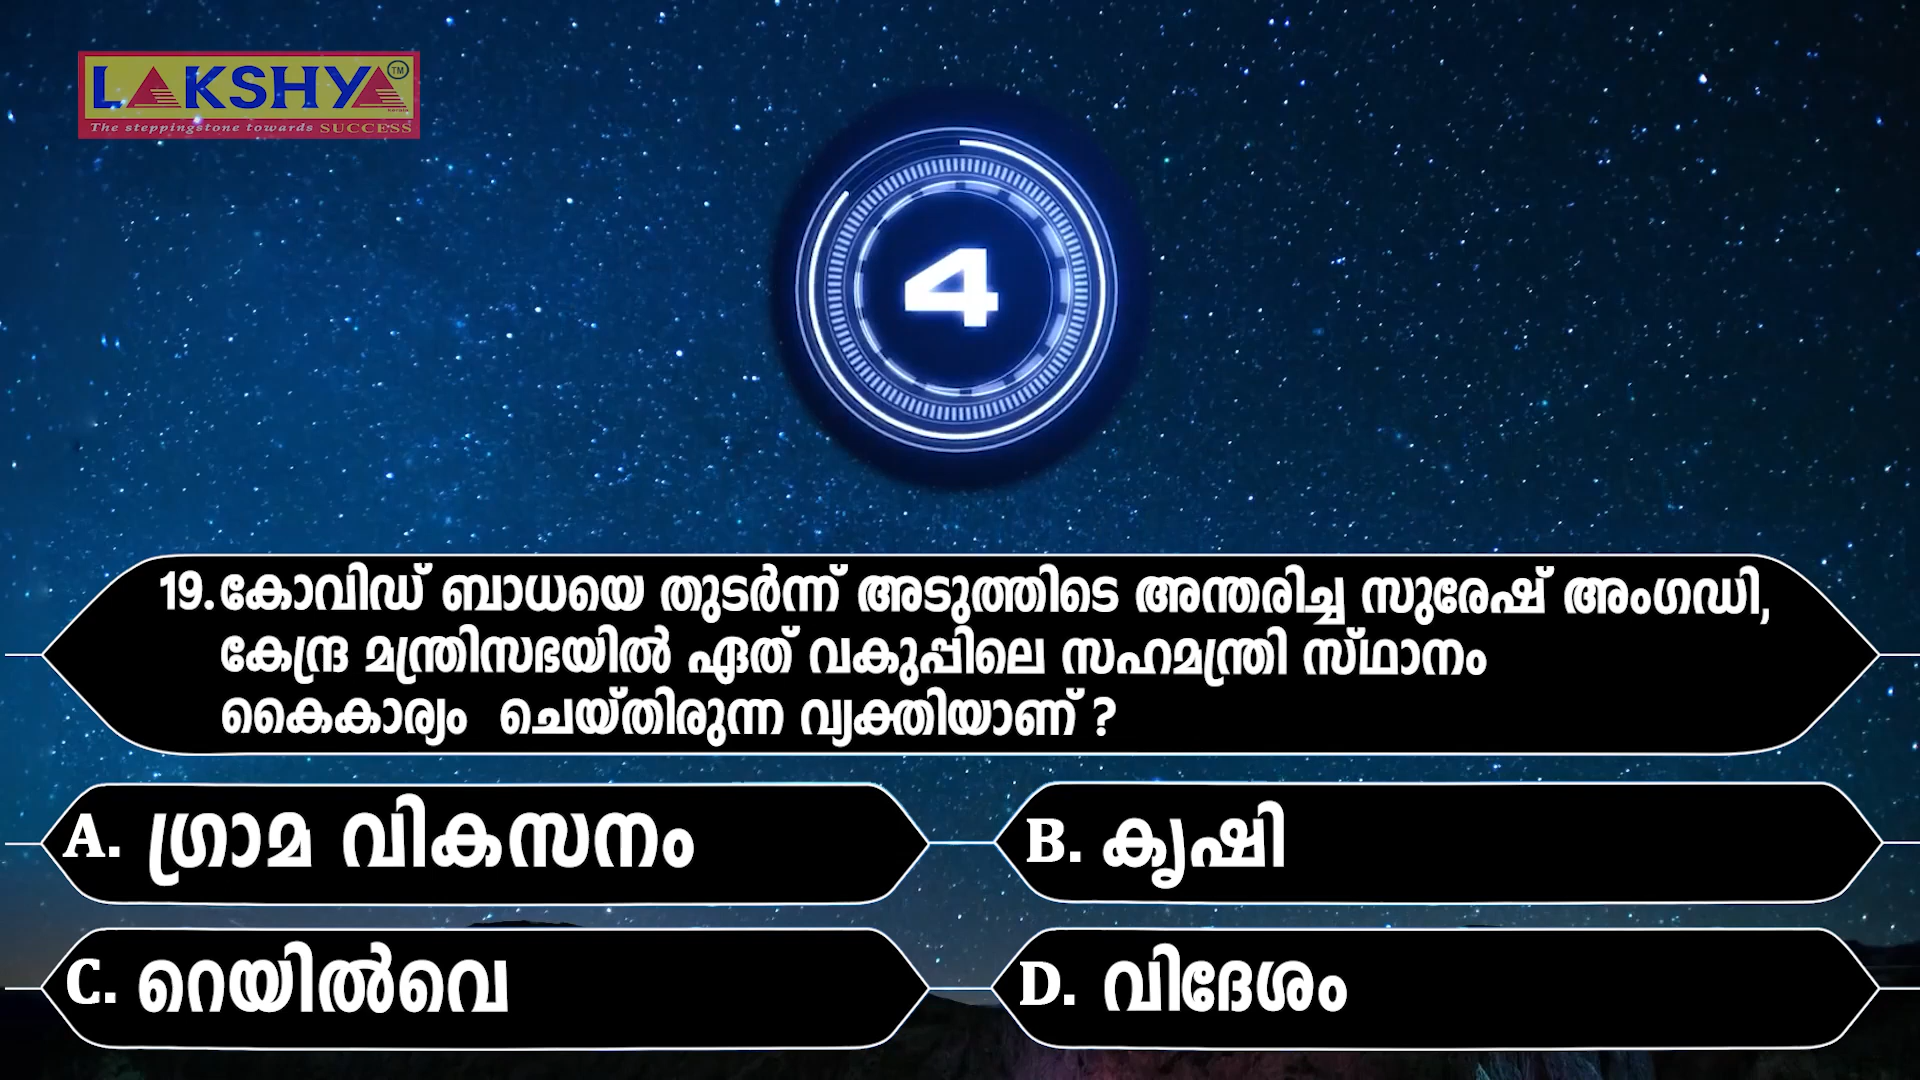 LAKSHYA TM
The steppingstone towards SUCCESS
4
19. കോവിഡ് ബാധയെ തുടർന്ന് അടുത്തിടെ അന്തരിച്ച സുരേഷ് അംഗഡി,
കേന്ദ്ര മന്ത്രിസഭയിൽ ഏത് വകുപ്പിലെ സഹമന്ത്രി സ്ഥാനം
കൈകാര്യം ചെയ്തിരുന്ന വ്യക്തിയാണ് ?
A. ഗ്രാമ വികസനം
B. കൃഷി
C. റെയിൽവെ
D. വിദേശം